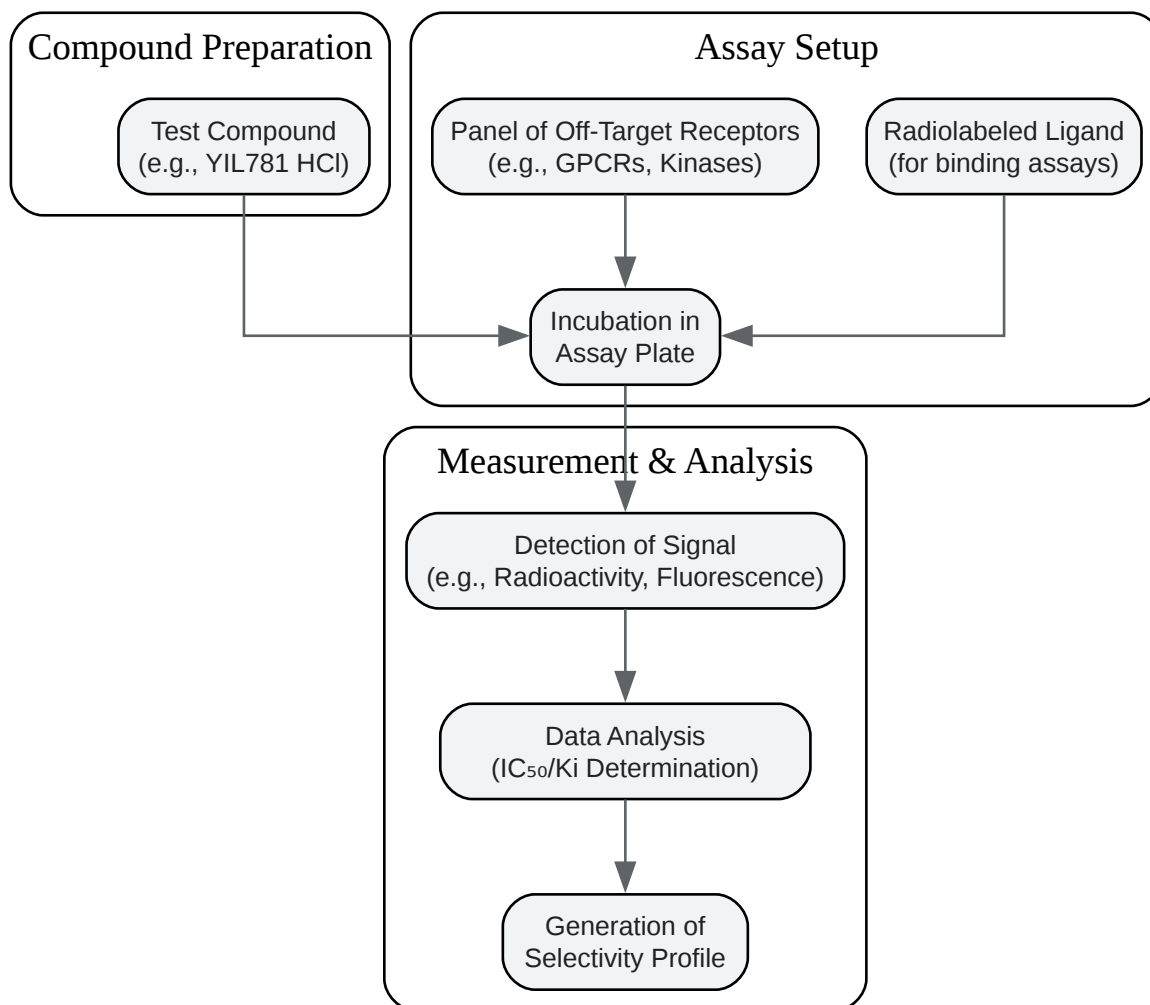 Compound Preparation
Test Compound
(e.g., YIL781 HCl)
Assay Setup
Panel of Off-Target Receptors
(e.g., GPCRs, Kinases)
Radiolabeled Ligand
(for binding assays)
Incubation in
Assay Plate
Measurement & Analysis
Detection of Signal
(e.g., Radioactivity, Fluorescence)
Data Analysis
(IC₅₀/Ki Determination)
Generation of
Selectivity Profile